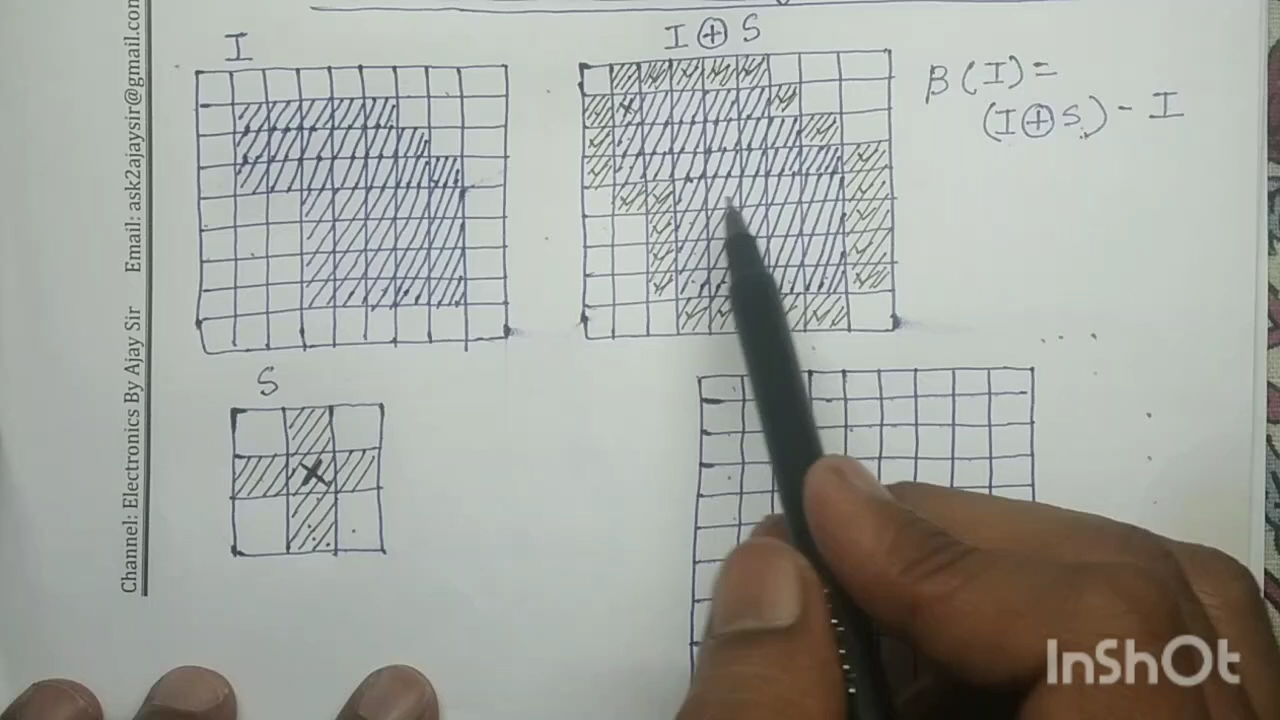 Channel: Electronics By Ajay Sir Email: ask2ajaysir@gmail.com
I
I ⊕ S
β(I) =
(I⊕S) - I
S
InShOt